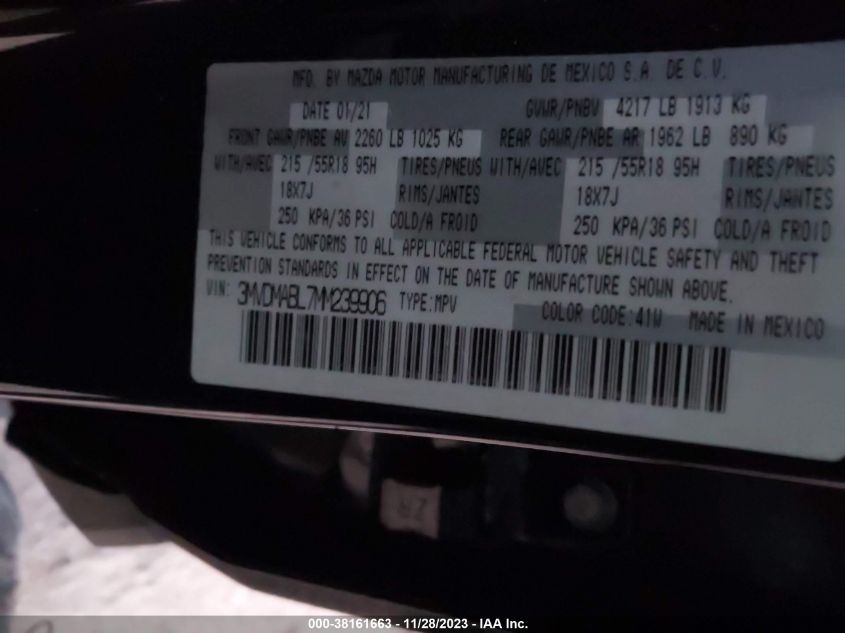 MFD. BY MAZDA MOTOR MANUFACTURING DE MEXICO S.A. DE C.V.
DATE 01/21 GVWR/PNBV 4217 LB 1913 KG
FRONT GAWR/PNBE AV 2260 LB 1025 KG REAR GAWR/PNBE AR 1962 LB 890 KG
WITH/AVEC 215 /55R18 95H TIRES/PNEUS WITH/AVEC 215 /55R18 95H TIRES/PNEUS
18X7J RIMS/JANTES 18X7J RIMS/JANTES
250 KPA/36 PSI COLD/A FROID 250 KPA/36 PSI COLD/A FROID
THIS VEHICLE CONFORMS TO ALL APPLICABLE FEDERAL MOTOR VEHICLE SAFETY AND THEFT
PREVENTION STANDARDS IN EFFECT ON THE DATE OF MANUFACTURE SHOWN ABOVE.
VIN: 3MVDMABL7MM239906 TYPE:MPV COLOR CODE:41W MADE IN MEXICO
ZR
000-38161663 - 11/28/2023 - IAA Inc.